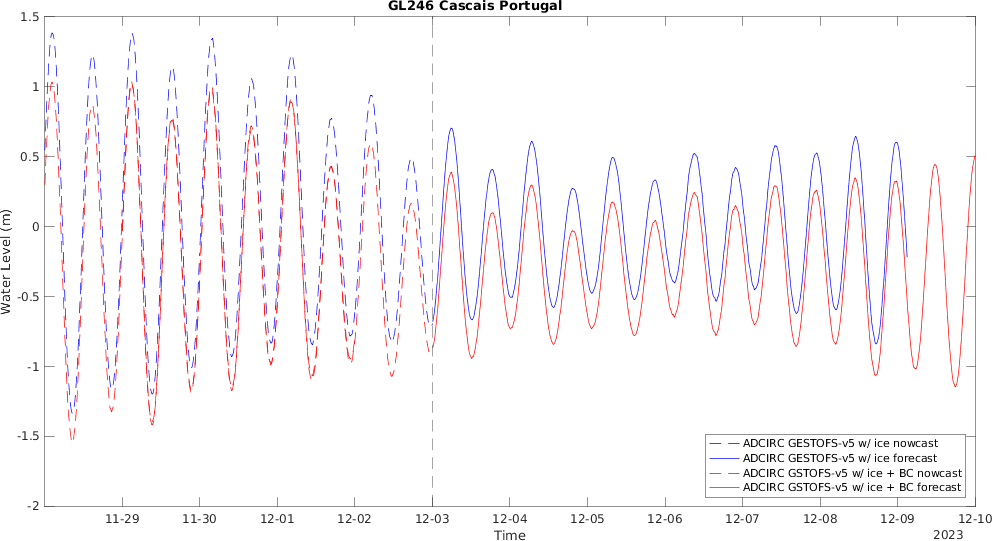 GL246 Cascais Portugal
1.5
1
0.5
0
-0.5
-1
-1.5
-2
Water Level (m)
ADCIRC GESTOFS-v5 w/ ice nowcast
ADCIRC GESTOFS-v5 w/ ice forecast
ADCIRC GSTOFS-v5 w/ ice + BC nowcast
ADCIRC GSTOFS-v5 w/ ice + BC forecast
11-29 11-30 12-01 12-02 12-03 12-04 12-05 12-06 12-07 12-08 12-09 12-10
Time
2023